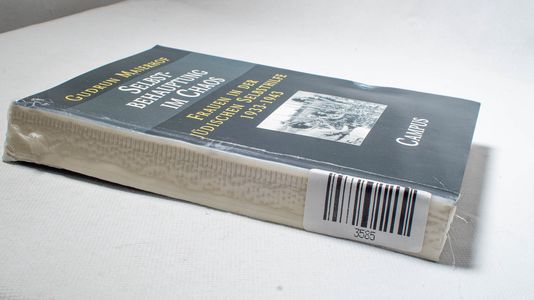 GUDRUN MAIERHOF
SELBST-
BEHAUPTUNG
IM CHAOS
FRAUEN IN DER
JÜDISCHEN SELBSTHILFE
1933-1943
CAMPUS
3585